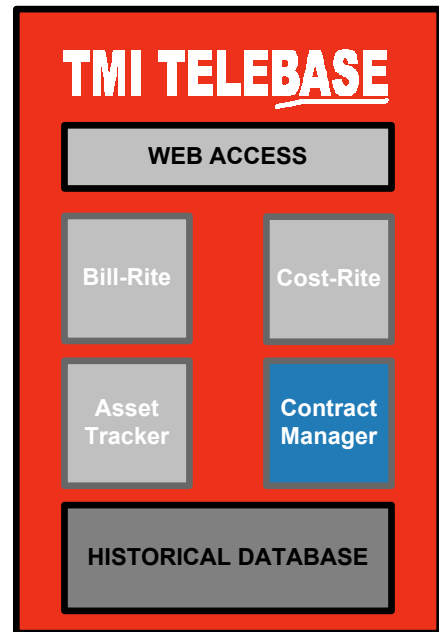 TMI TELEBASE
WEB ACCESS
Bill-Rite
Cost-Rite
Asset
Tracker
Contract
Manager
HISTORICAL DATABASE